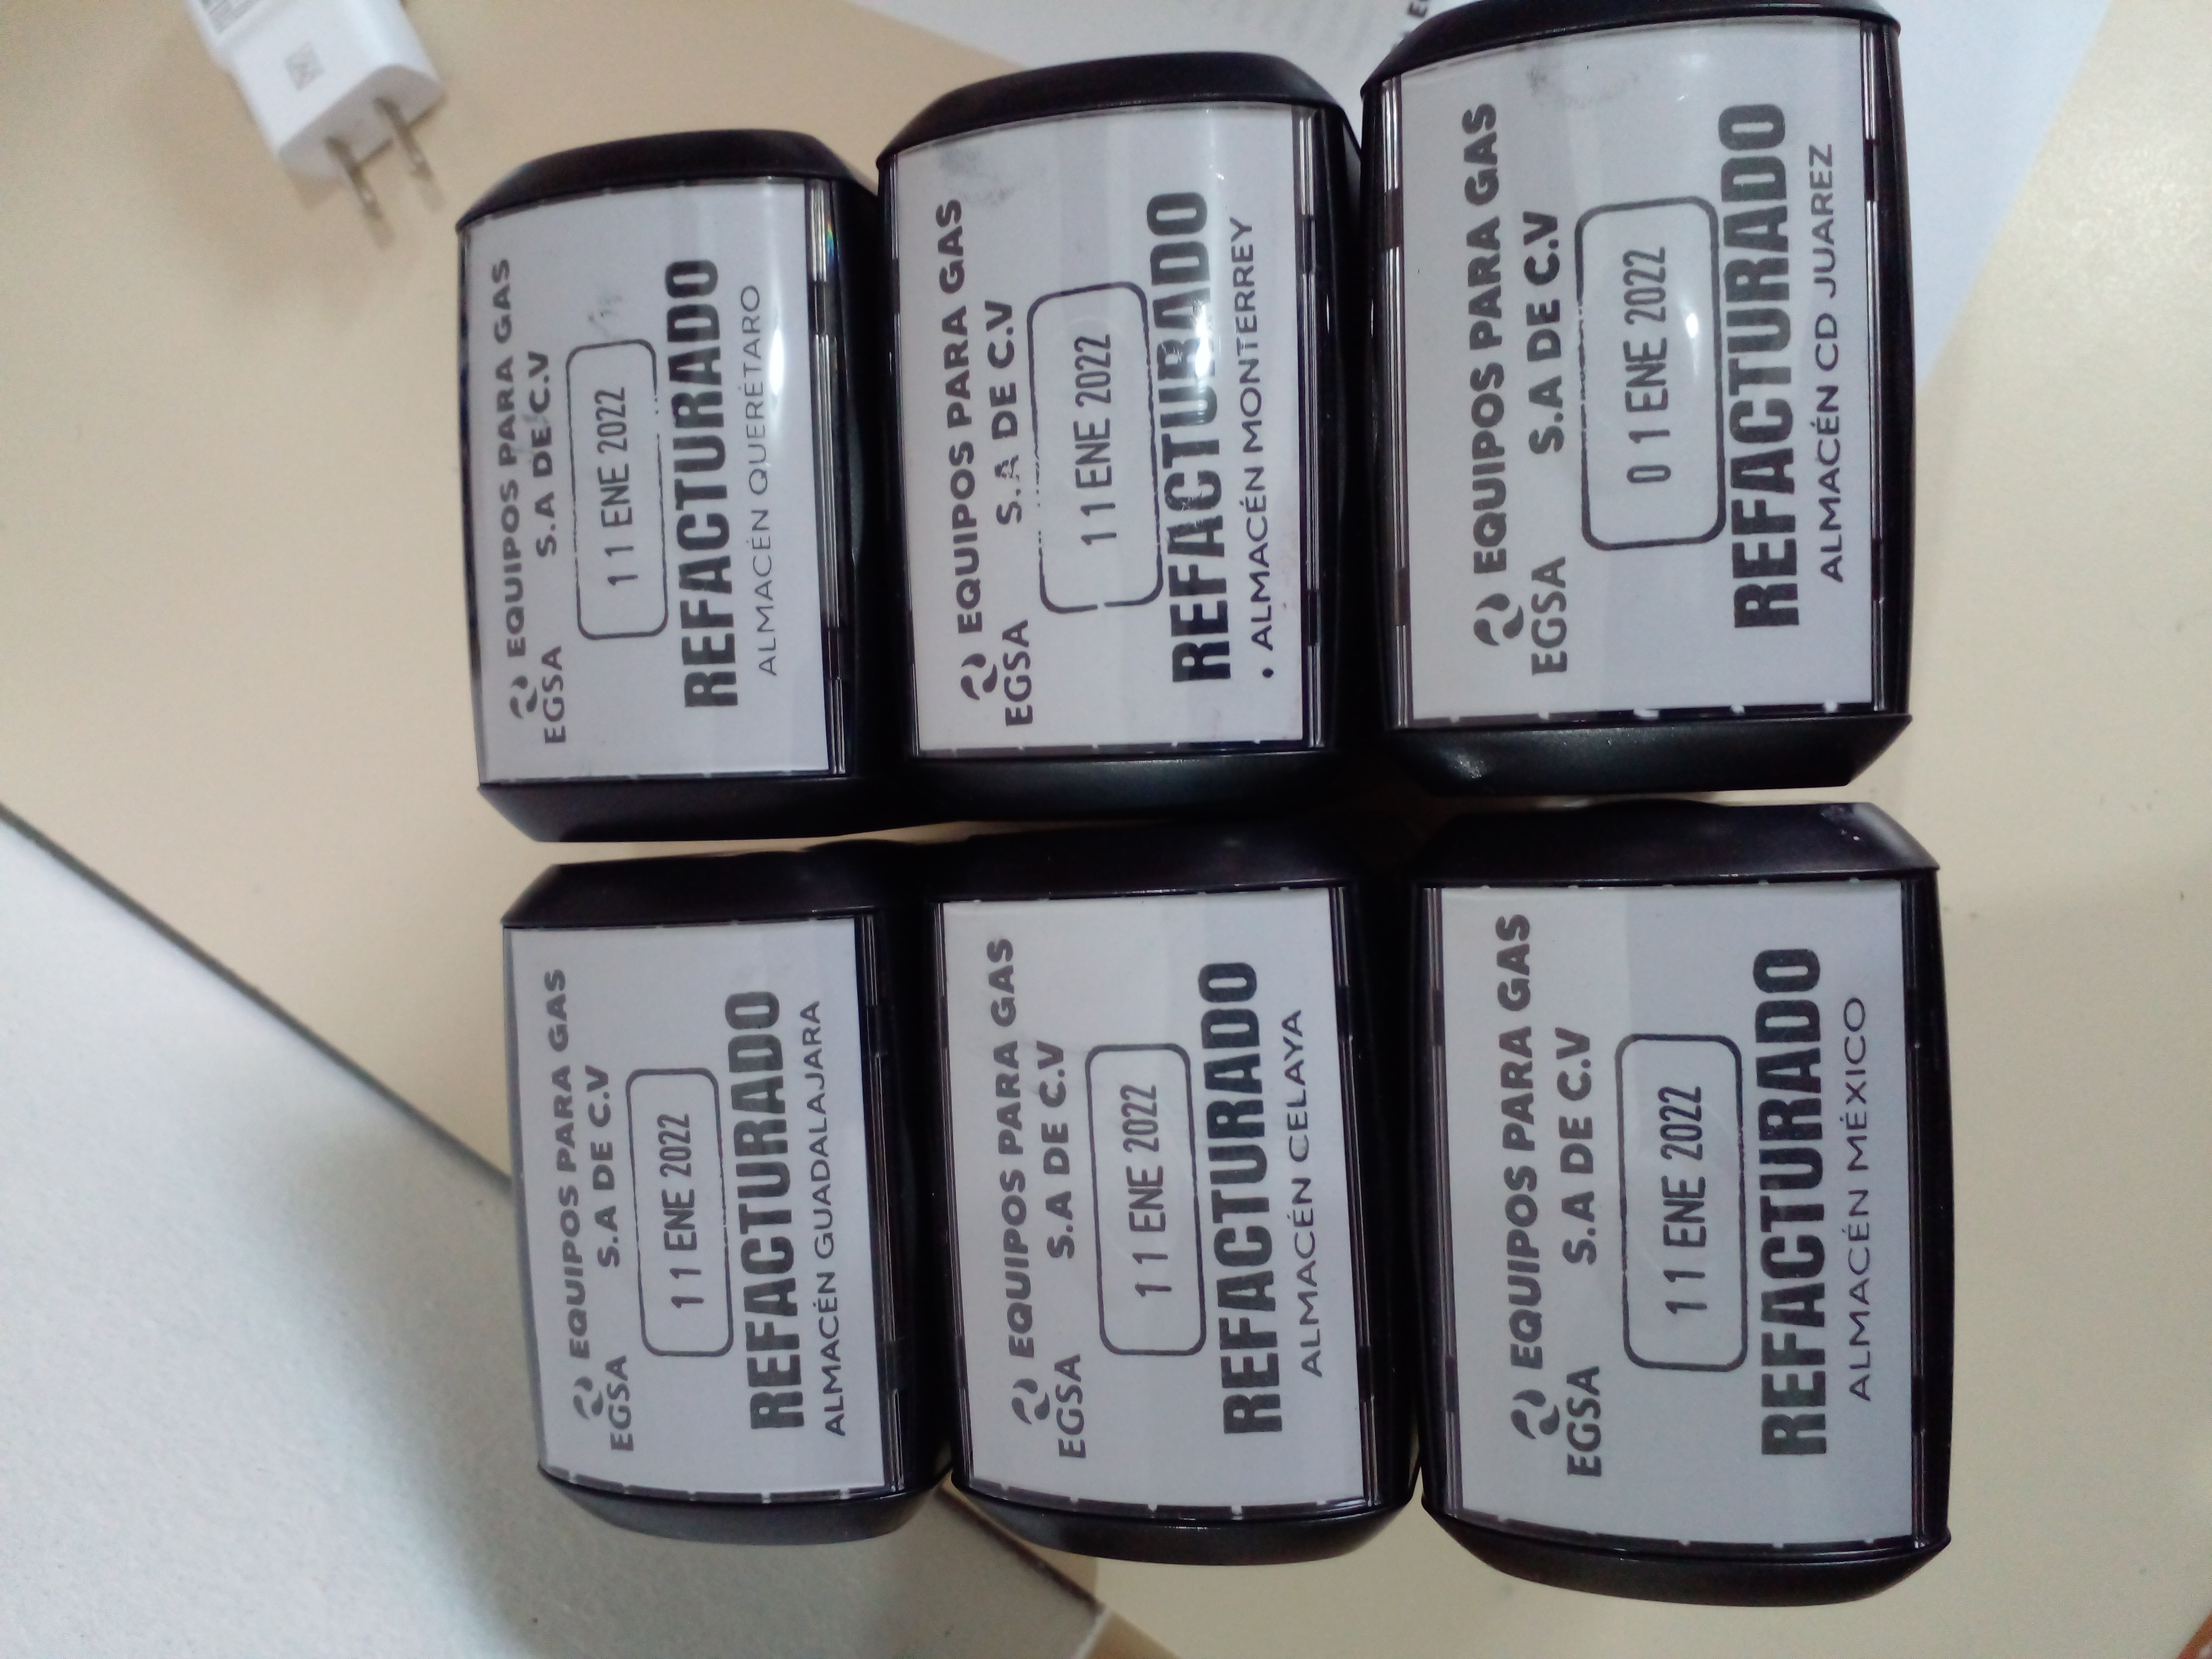 EQUIPOS PARA GAS
EGSA S.A DE C.V
11 ENE 2022
REFACTURADO
ALMACÉN GUADALAJARA
EQUIPOS PARA GAS
EGSA S.A DE C.V
11 ENE 2022
REFACTURADO
ALMACÉN QUERÉTARO
EQUIPOS PARA GAS
EGSA S.A DE C.V
11 ENE 2022
REFACTURADO
ALMACÉN CELAYA
EQUIPOS PARA GAS
EGSA S.A DE C.V
11 ENE 2022
REFACTURADO
• ALMACÉN MONTERREY
EQUIPOS PARA GAS
EGSA S.A DE C.V
11 ENE 2022
REFACTURADO
ALMACÉN MÉXICO
EQUIPOS PARA GAS
EGSA S.A DE C.V
01 ENE 2022
REFACTURADO
ALMACÉN CD JUAREZ